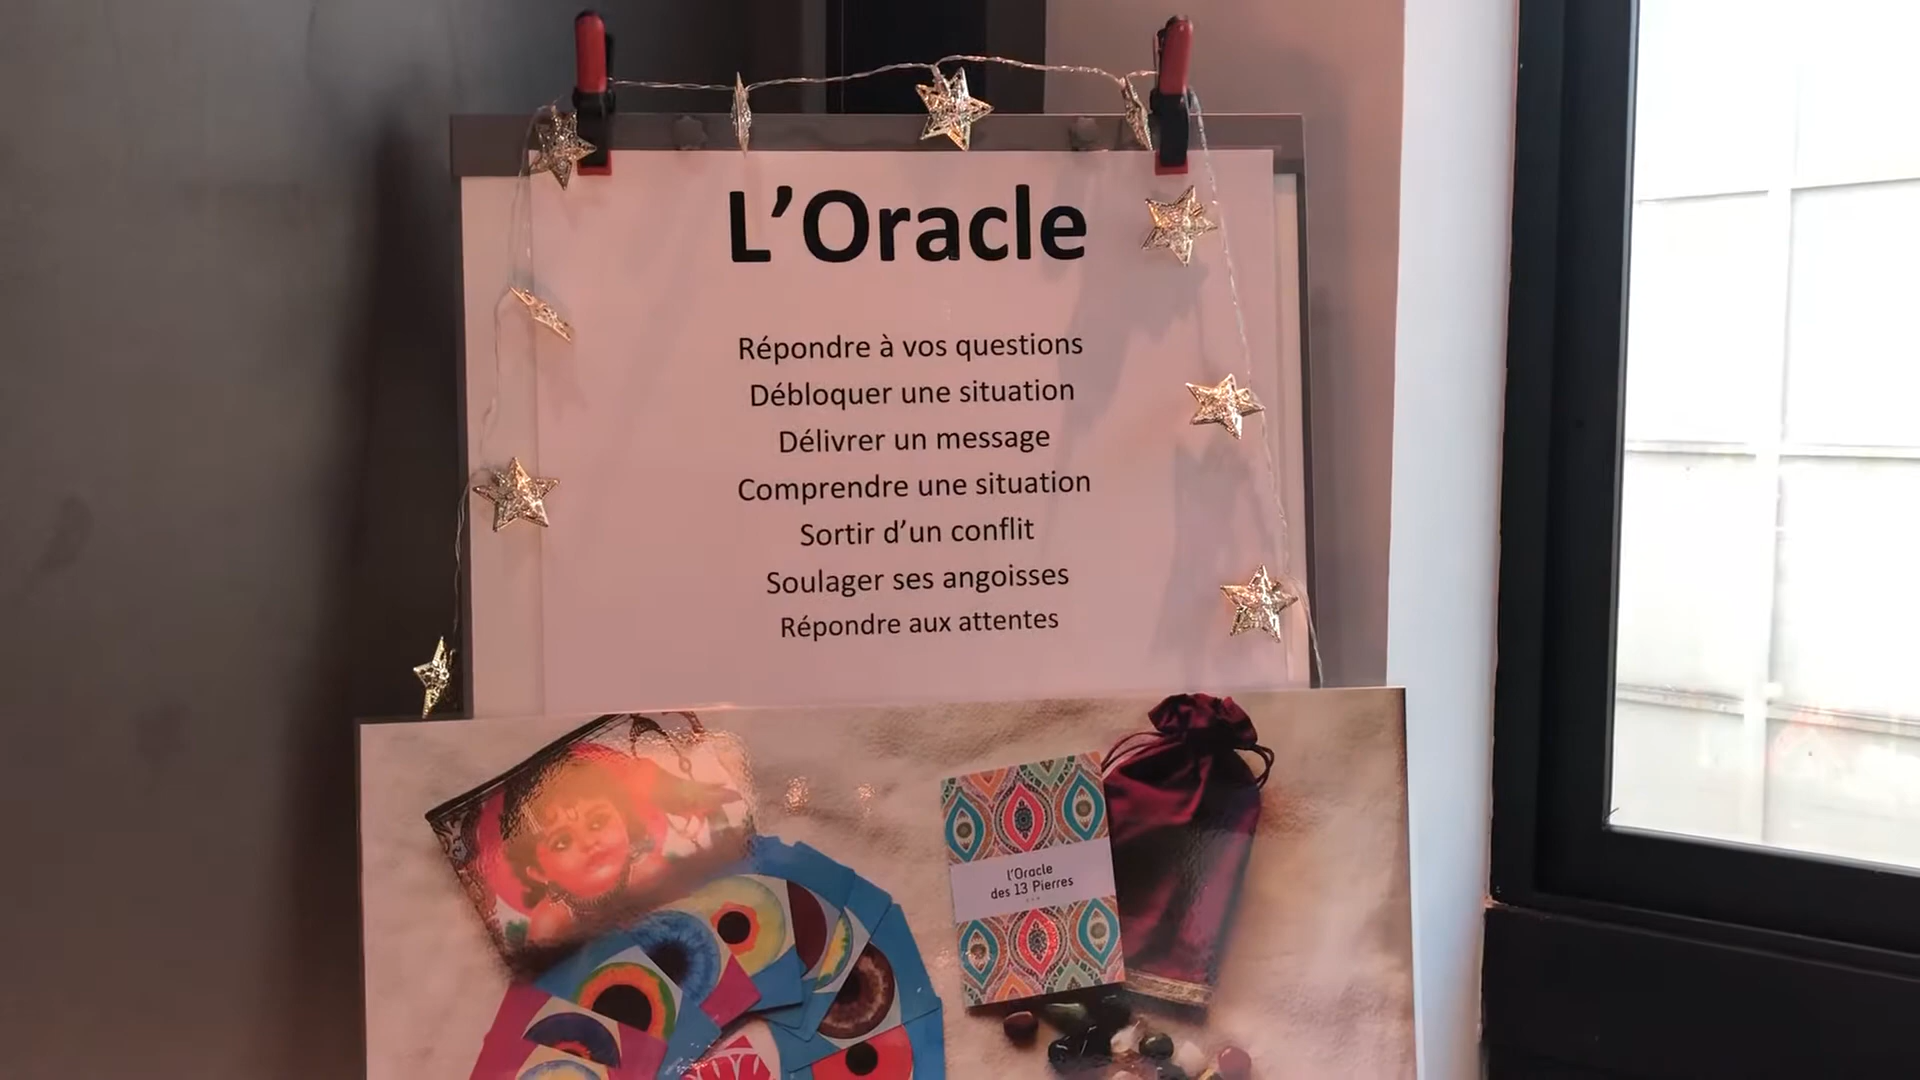 L'Oracle
Répondre à vos questions
Débloquer une situation
Délivrer un message
Comprendre une situation
Sortir d'un conflit
Soulager ses angoisses
Répondre aux attentes
l'Oracle
des 13 Pierres